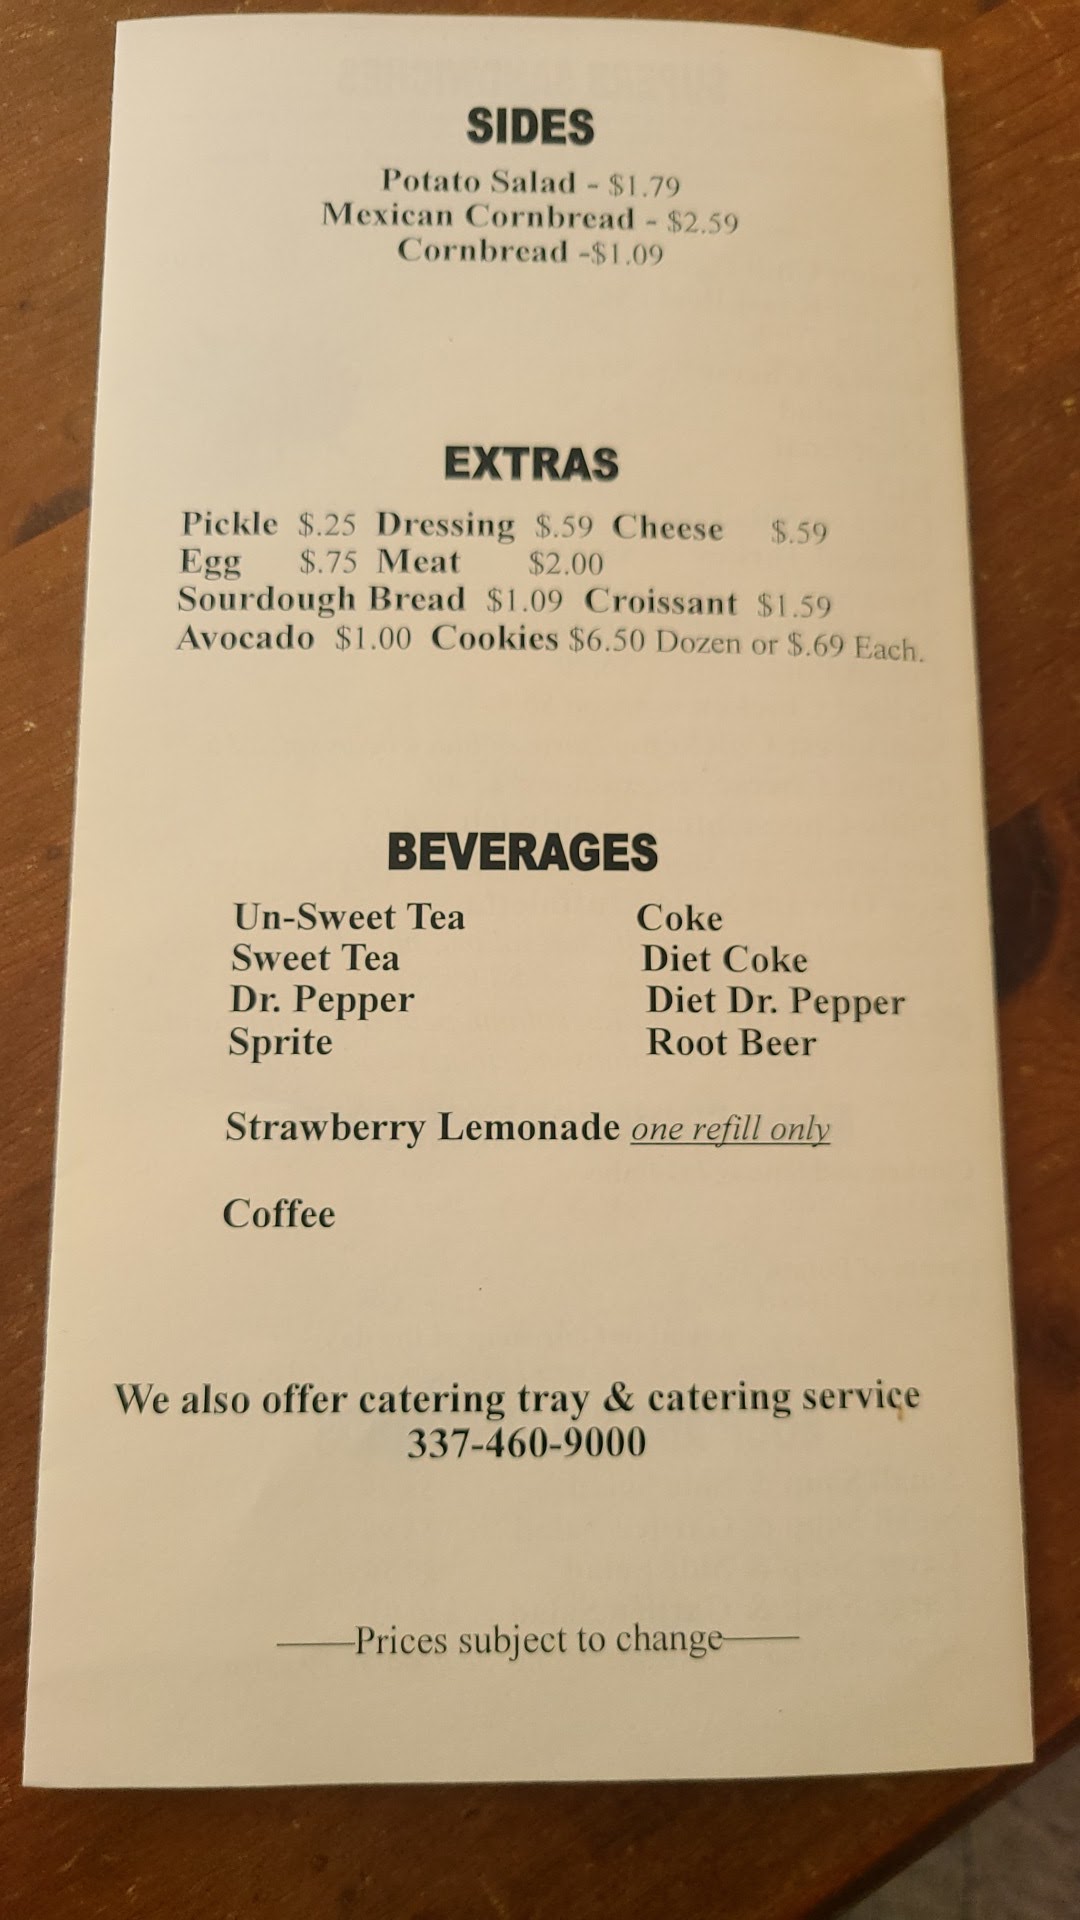 SIDES
Potato Salad - $1.79
Mexican Cornbread - $2.59
Cornbread -$1.09
EXTRAS
Pickle $.25 Dressing $.59 Cheese $.59
Egg $.75 Meat $2.00
Sourdough Bread $1.09 Croissant $1.59
Avocado $1.00 Cookies $6.50 Dozen or $.69 Each.
BEVERAGES
Un-Sweet Tea Coke
Sweet Tea Diet Coke
Dr. Pepper Diet Dr. Pepper
Sprite Root Beer
Strawberry Lemonade one refill only
Coffee
We also offer catering tray & catering service
337-460-9000
——Prices subject to change——